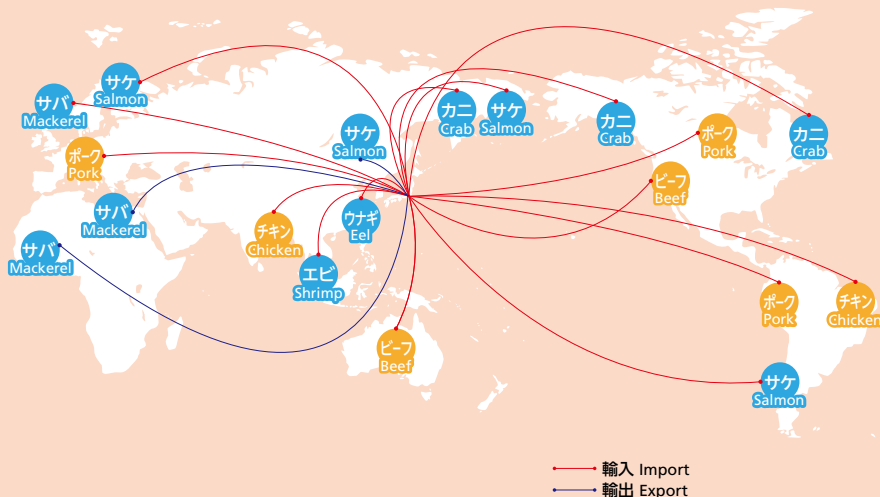 サケ
Salmon
サバ
Mackerel
ポーク
Pork
サバ
Mackerel
サバ
Mackerel
サケ
Salmon
カニ
Crab
サケ
Salmon
カニ
Crab
ポーク
Pork
カニ
Crab
ビーフ
Beef
チキン
Chicken
ウナギ
Eel
エビ
Shrimp
ビーフ
Beef
ポーク
Pork
チキン
Chicken
サケ
Salmon
輸入 Import
輸出 Export